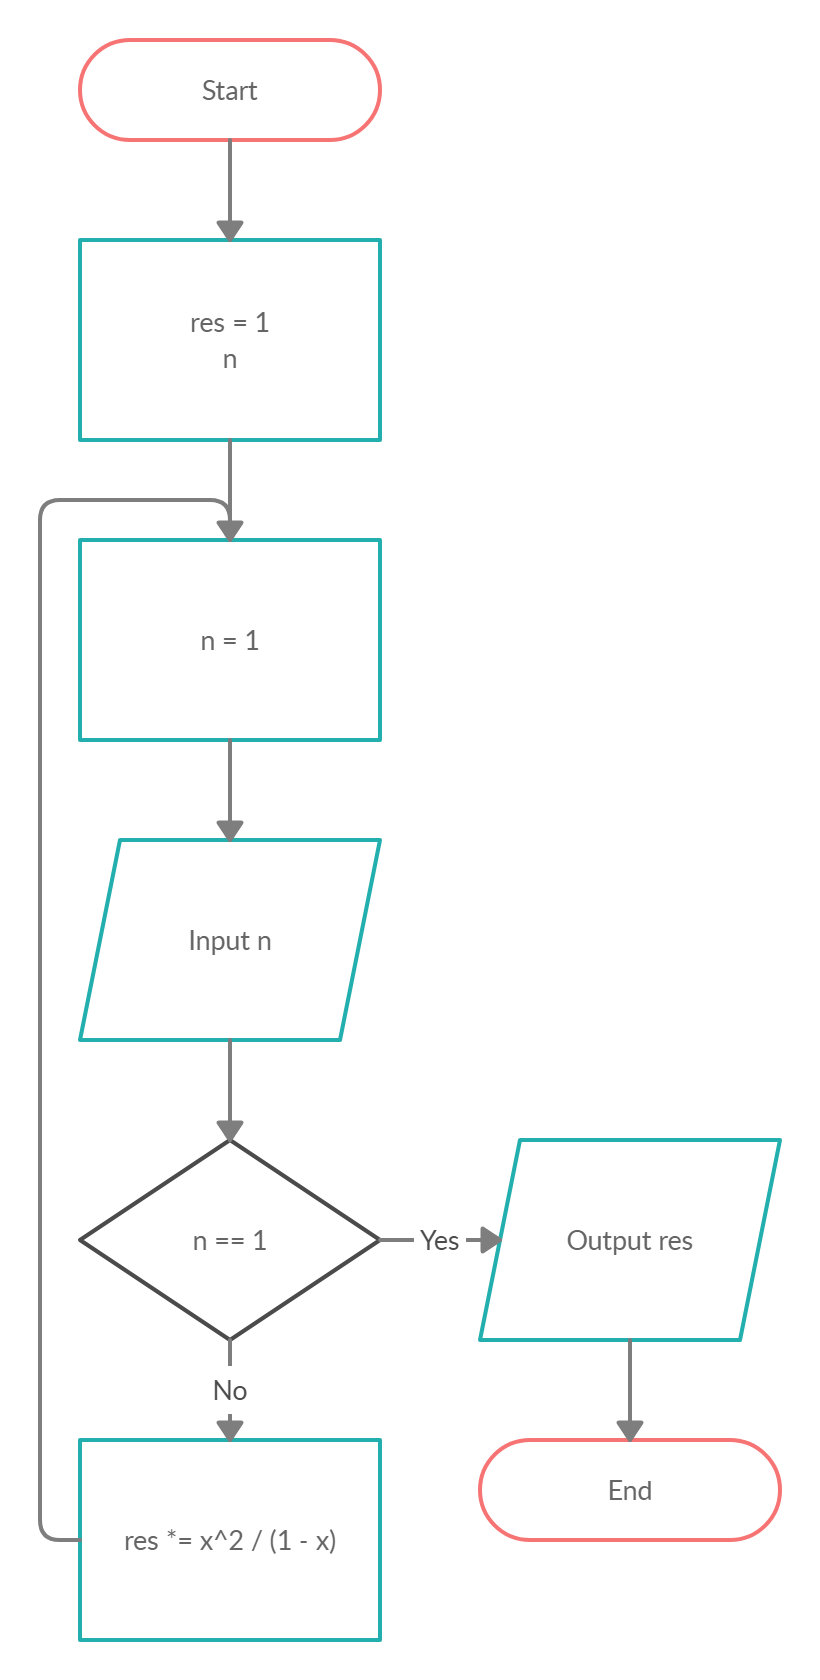 Start
res = 1
n
n = 1
Input n
n == 1
Yes
Output res
No
End
res *= x^2 / (1 - x)